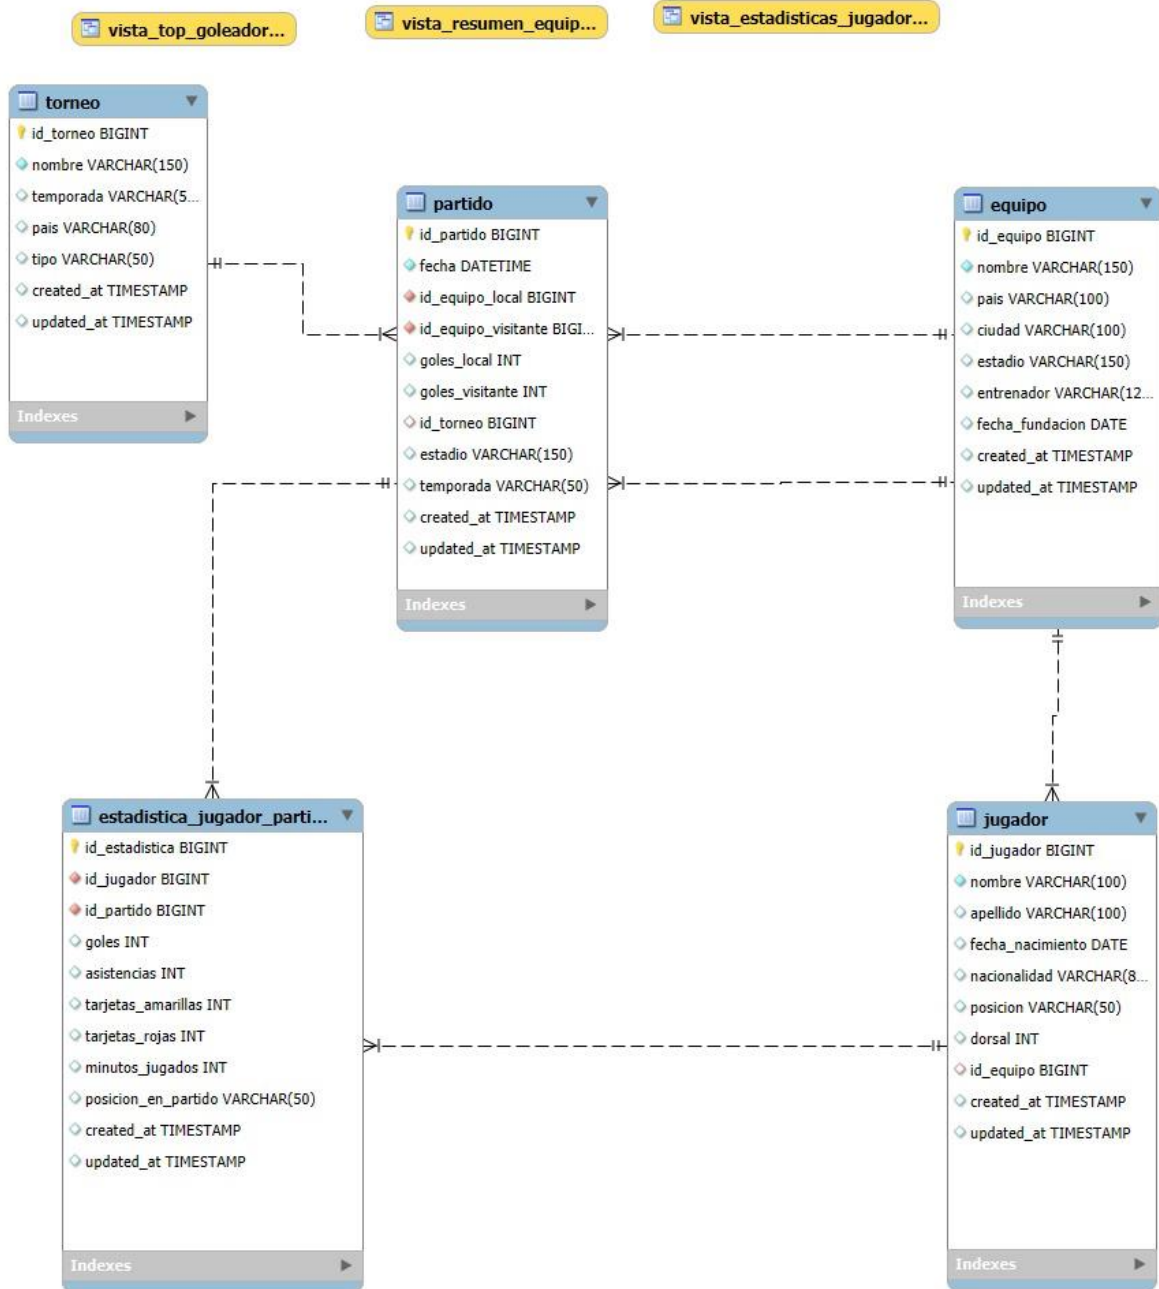 vista_top_goleador...
vista_resumen_equip...
vista_estadisticas_jugador...
torneo
id_torneo BIGINT
nombre VARCHAR(150)
temporada VARCHAR(5...
pais VARCHAR(80)
tipo VARCHAR(50)
created_at TIMESTAMP
updated_at TIMESTAMP
Indexes
partido
id_partido BIGINT
fecha DATETIME
id_equipo_local BIGINT
id_equipo_visitante BIGI...
goles_local INT
goles_visitante INT
id_torneo BIGINT
estadio VARCHAR(150)
temporada VARCHAR(50)
created_at TIMESTAMP
updated_at TIMESTAMP
Indexes
equipo
id_equipo BIGINT
nombre VARCHAR(150)
pais VARCHAR(100)
ciudad VARCHAR(100)
estadio VARCHAR(150)
entrenador VARCHAR(12...
fecha_fundacion DATE
created_at TIMESTAMP
updated_at TIMESTAMP
Indexes
estadistica_jugador_parti...
id_estadistica BIGINT
id_jugador BIGINT
id_partido BIGINT
goles INT
asistencias INT
tarjetas_amarillas INT
tarjetas_rojas INT
minutos_jugados INT
posicion_en_partido VARCHAR(50)
created_at TIMESTAMP
updated_at TIMESTAMP
Indexes
jugador
id_jugador BIGINT
nombre VARCHAR(100)
apellido VARCHAR(100)
fecha_nacimiento DATE
nacionalidad VARCHAR(8...
posicion VARCHAR(50)
dorsal INT
id_equipo BIGINT
created_at TIMESTAMP
updated_at TIMESTAMP
Indexes